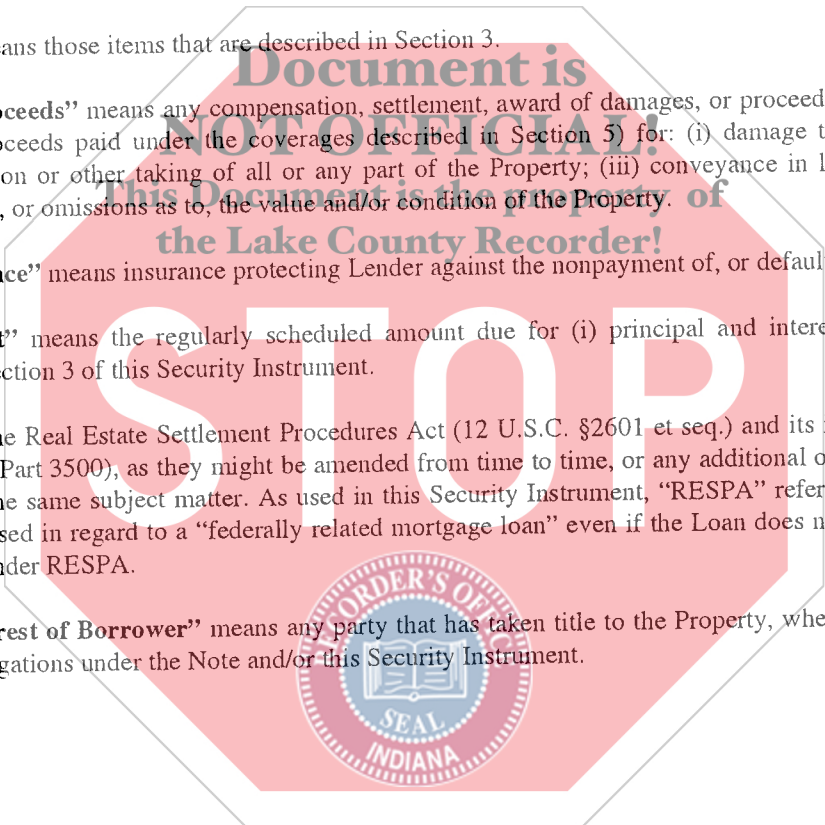 ans those items that are described in Section 3.
Document is
oceeds” means any compensation, settlement, award of damages, or proceed
NOT OFFICIAL!
oceeds paid under the coverages described in Section 5) for: (i) damage t
on or other taking of all or any part of the Property; (iii) conveyance in l
This Document is the property of
, or omissions as to, the value and/or condition of the Property.
the Lake County Recorder!
nce” means insurance protecting Lender against the nonpayment of, or defaul
t” means the regularly scheduled amount due for (i) principal and intere
ction 3 of this Security Instrument.
STOP
e Real Estate Settlement Procedures Act (12 U.S.C. §2601 et seq.) and its
Part 3500), as they might be amended from time to time, or any additional o
e same subject matter. As used in this Security Instrument, “RESPA” refer
sed in regard to a “federally related mortgage loan” even if the Loan does n
nder RESPA.
RECORDER'S OFFICE
rest of Borrower” means any party that has taken title to the Property, whe
gations under the Note and/or this Security Instrument.
SEAL
INDIANA